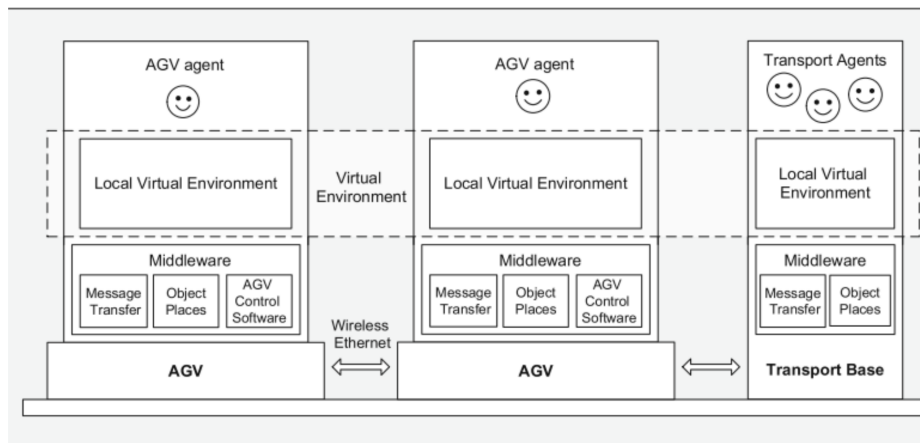 AGV agent
Local Virtual Environment
Middleware
Message
Transfer
Object
Places
AGV
Control
Software
AGV
Virtual
Environment
Wireless
Ethernet
AGV agent
Local Virtual Environment
Middleware
Message
Transfer
Object
Places
AGV
Control
Software
AGV
Transport Agents
Local Virtual
Environment
Middleware
Message
Transfer
Object
Places
Transport Base